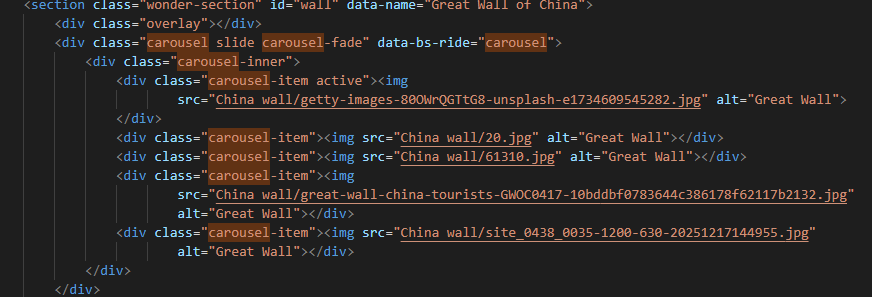 <section class="wonder-section" id="wall" data-name="Great Wall of China">
<div class="overlay"></div>
<div class="carousel slide carousel-fade" data-bs-ride="carousel">
<div class="carousel-inner">
<div class="carousel-item active"><img
src="China wall/getty-images-80OWrQGTtG8-unsplash-e1734609545282.jpg" alt="Great Wall">
</div>
<div class="carousel-item"><img src="China wall/20.jpg" alt="Great Wall"></div>
<div class="carousel-item"><img src="China wall/61310.jpg" alt="Great Wall"></div>
<div class="carousel-item"><img
src="China wall/great-wall-china-tourists-GWOC0417-10bddbf0783644c386178f62117b2132.jpg"
alt="Great Wall"></div>
<div class="carousel-item"><img src="China wall/site_0438_0035-1200-630-20251217144955.jpg"
alt="Great Wall"></div>
</div>
</div>